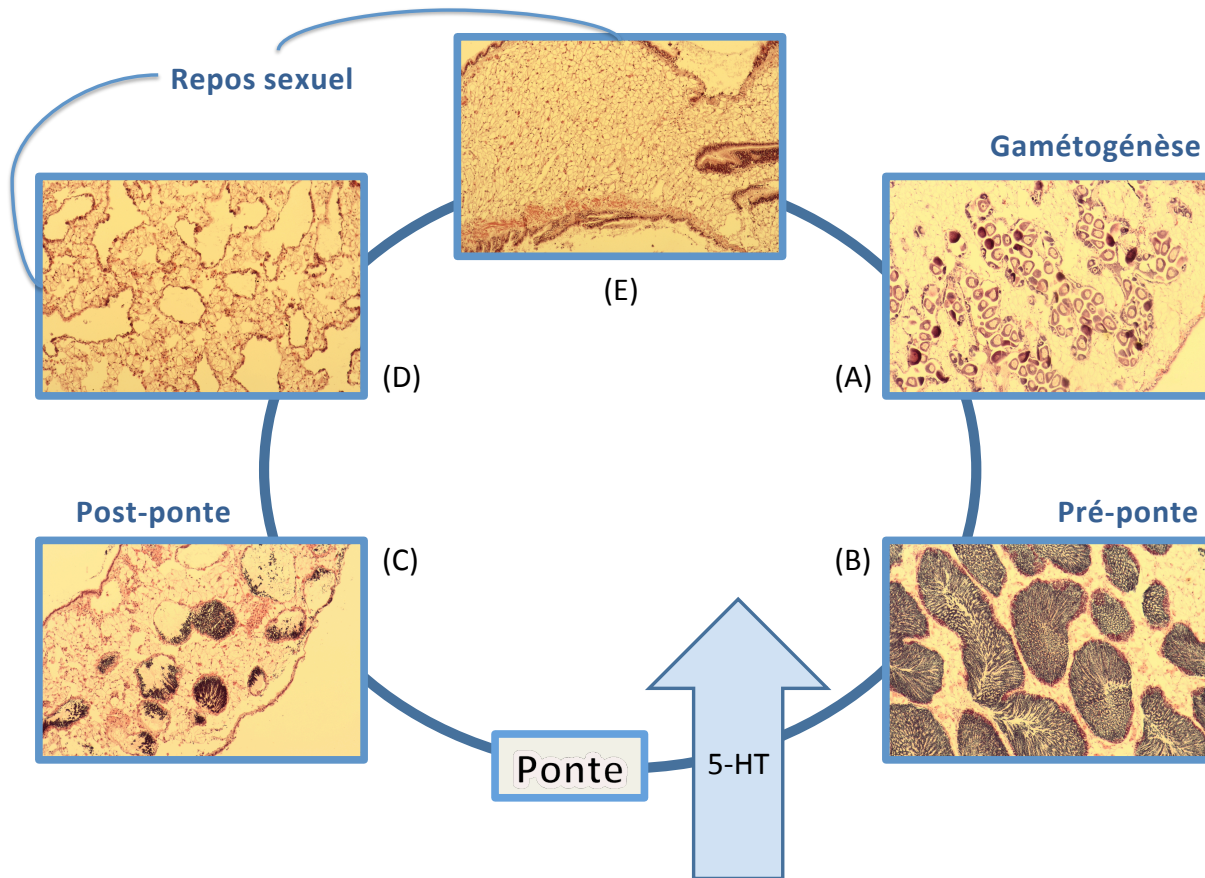 Repos sexuel
Gamétogénèse
(E)
(D)
(A)
Post-ponte
Pré-ponte
(C)
(B)
Ponte
5-HT